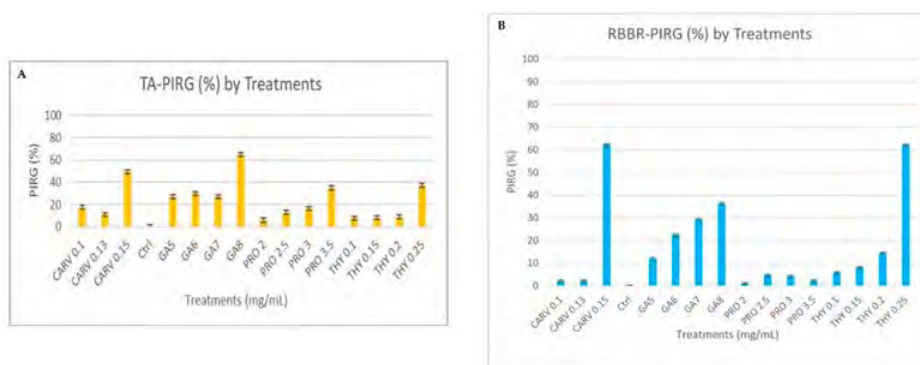 A
TA-PIRG (%) by Treatments
100
80
60
40
20
0
PIRG (%)
CARV 0.1
CARV 0.13
CARV 0.15
Ctrl
GA5
GA6
GA7
GA8
PRO 2
PRO 2.5
PRO 3
PRO 3.5
THY 0.1
THY 0.15
THY 0.2
THY 0.25
Treatments (mg/mL)
B
RBBR-PIRG (%) by Treatments
100
90
80
70
60
50
40
30
20
10
0
PIRG (%)
CARV 0.1
CARV 0.13
CARV 0.15
Ctrl
GA5
GA6
GA7
GA8
PRO 2
PRO 2.5
PRO 3
PRO 3.5
THY 0.1
THY 0.15
THY 0.2
THY 0.25
Treatments (mg/mL)